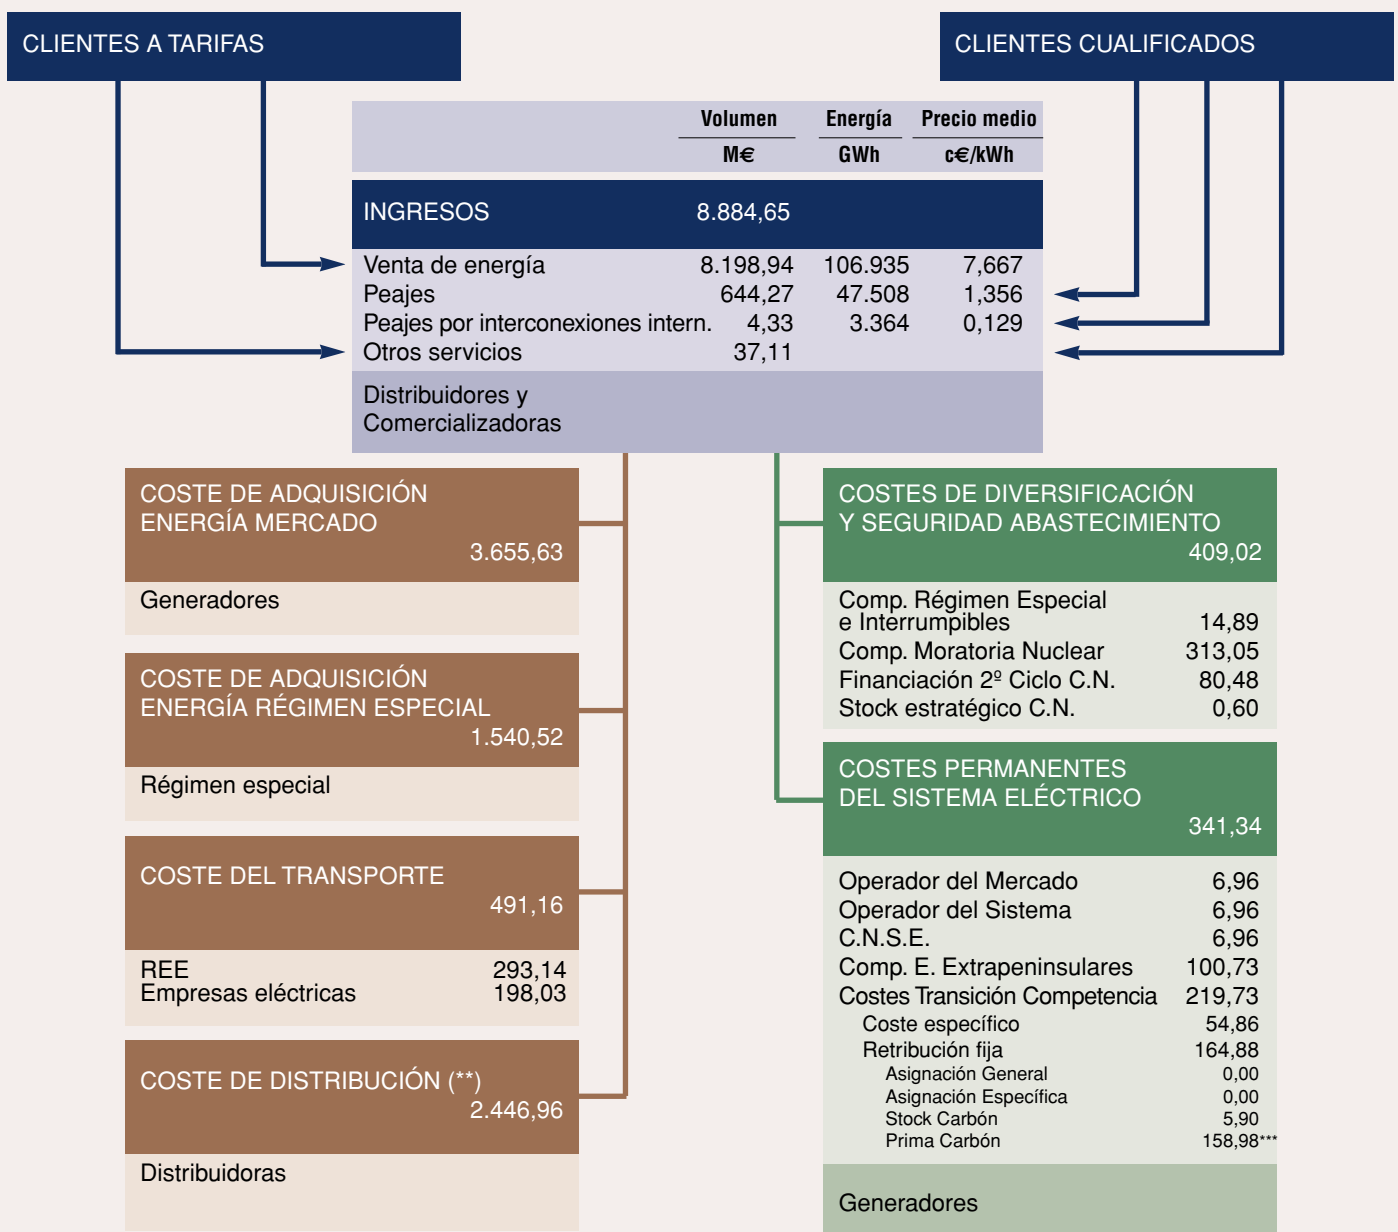 CLIENTES A TARIFAS
CLIENTES CUALIFICADOS
Volumen Energía Precio medio
M€ GWh c€/kWh
INGRESOS 8.884,65
Venta de energía 8.198,94 106.935 7,667
Peajes 644,27 47.508 1,356
Peajes por interconexiones intern. 4,33 3.364 0,129
Otros servicios 37,11
Distribuidores y
Comercializadoras
COSTE DE ADQUISICIÓN
ENERGÍA MERCADO
3.655,63
Generadores
COSTE DE ADQUISICIÓN
ENERGÍA RÉGIMEN ESPECIAL
1.540,52
Régimen especial
COSTE DEL TRANSPORTE
491,16
REE 293,14
Empresas eléctricas 198,03
COSTE DE DISTRIBUCIÓN (**)
2.446,96
Distribuidoras
COSTES DE DIVERSIFICACIÓN
Y SEGURIDAD ABASTECIMIENTO
409,02
Comp. Régimen Especial
e Interrumpibles 14,89
Comp. Moratoria Nuclear 313,05
Financiación 2º Ciclo C.N. 80,48
Stock estratégico C.N. 0,60
COSTES PERMANENTES
DEL SISTEMA ELÉCTRICO
341,34
Operador del Mercado 6,96
Operador del Sistema 6,96
C.N.S.E. 6,96
Comp. E. Extrapeninsulares 100,73
Costes Transición Competencia 219,73
Coste específico 54,86
Retribución fija 164,88
Asignación General 0,00
Asignación Específica 0,00
Stock Carbón 5,90
Prima Carbón 158,98***
Generadores